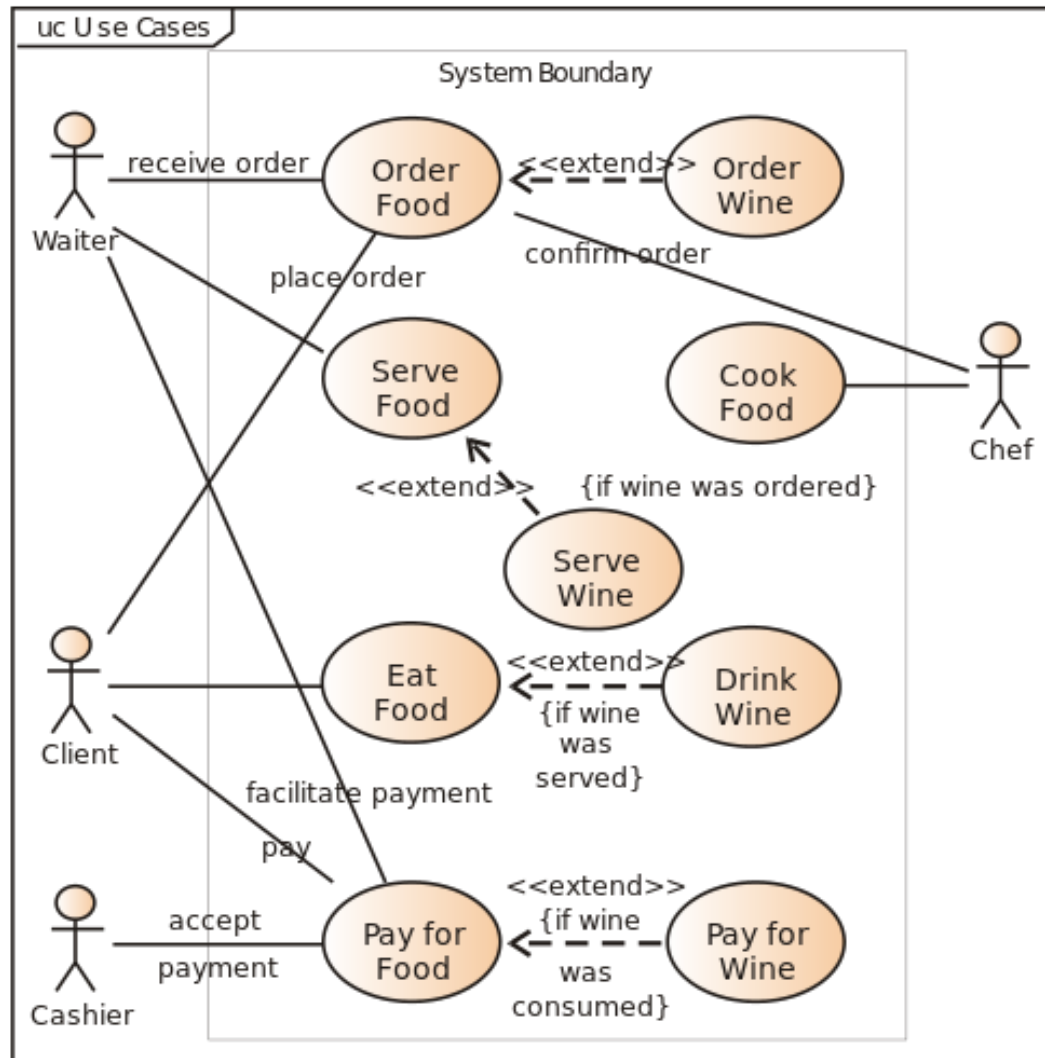 uc Use Cases
System Boundary
receive order
Order
Food
<<extend>>
Order
Wine
Waiter
place order
confirm order
Serve
Food
Cook
Food
Chef
<<extend>>
{if wine was ordered}
Serve
Wine
Client
Eat
Food
<<extend>>
{if wine
was
served}
Drink
Wine
facilitate payment
pay
accept
payment
Cashier
Pay for
Food
<<extend>>
{if wine
was
consumed}
Pay for
Wine